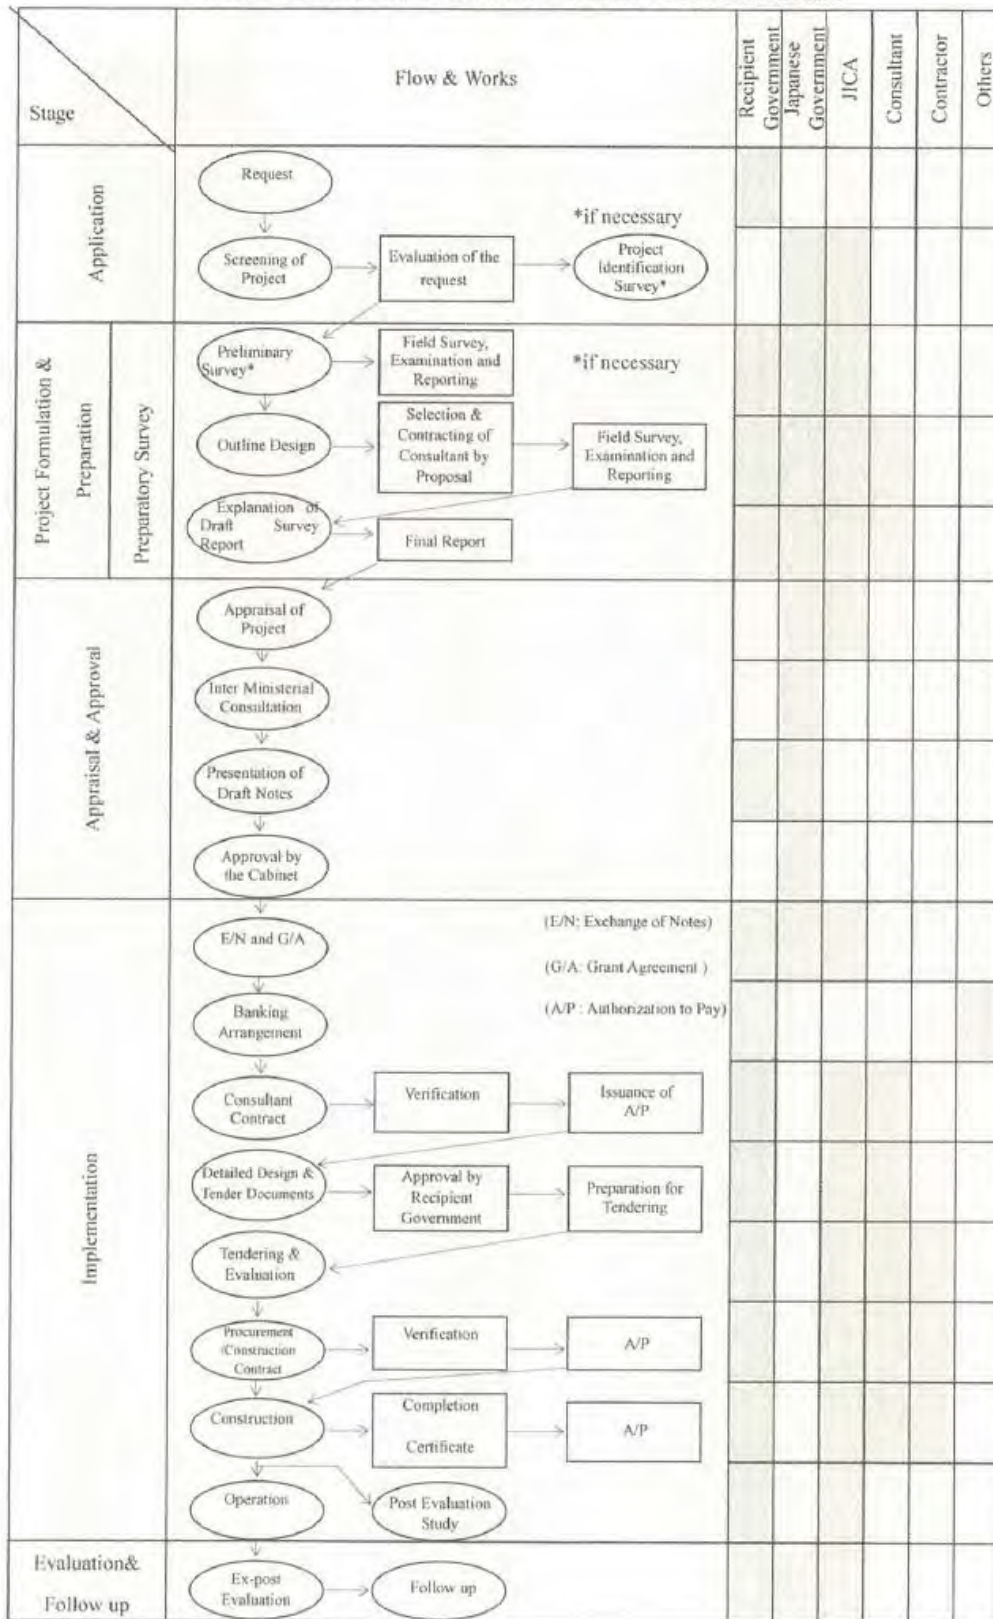 Stage
Flow & Works
Recipient
Government
Japanese
Government
JICA
Consultant
Contractor
Others
Application
Request
*if necessary
Screening of
Project
Evaluation of the
request
Project
Identification
Survey*
Project Formulation &
Preparation
Preparatory Survey
Preliminary
Survey*
Field Survey,
Examination and
Reporting
*if necessary
Outline Design
Selection &
Contracting of
Consultant by
Proposal
Field Survey,
Examination and
Reporting
Explanation of
Draft Survey
Report
Final Report
Appraisal & Approval
Appraisal of
Project
Inter Ministerial
Consultation
Presentation of
Draft Notes
Approval by
the Cabinet
Implementation
E/N and G/A
(E/N: Exchange of Notes)
(G/A: Grant Agreement )
(A/P : Authorization to Pay)
Banking
Arrangement
Consultant
Contract
Verification
Issuance of
A/P
Detailed Design &
Tender Documents
Approval by
Recipient
Government
Preparation for
Tendering
Tendering &
Evaluation
Procurement
/Construction
Contract
Verification
A/P
Construction
Completion
Certificate
A/P
Operation
Post Evaluation
Study
Evaluation&
Follow up
Ex-post
Evaluation
Follow up